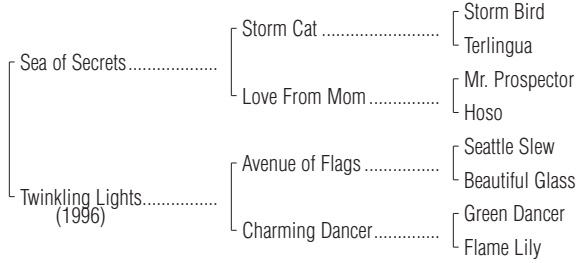 Storm Bird
Storm Cat ........................
Terlingua
Sea of Secrets..................
Mr. Prospector
Love From Mom ..............
Hoso
Seattle Slew
Avenue of Flags ...............
Beautiful Glass
Twinkling Lights...............
(1996)
Green Dancer
Charming Dancer.............
Flame Lily